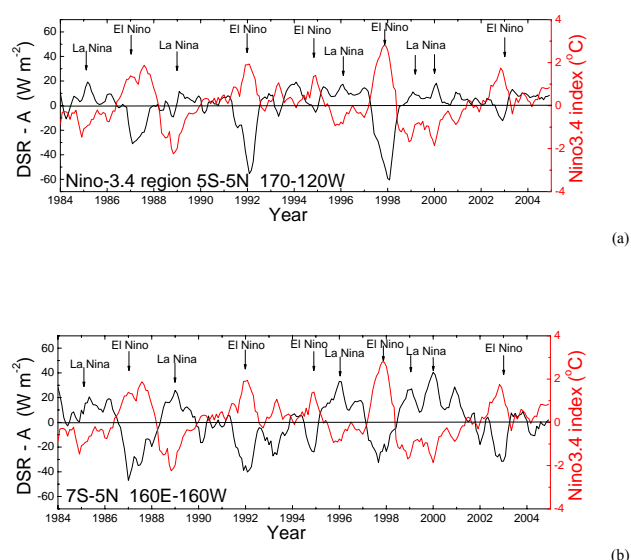 El Nino El Nino El Nino El Nino El Nino
La Nina La Nina La Nina La Nina
DSR - A (W m-2)
60
40
20
0
20
40
60
4
2
0
-2
-4
Nino3.4 index (oC)
Nino-3.4 region 5S-5N 170-120W
1984 1986 1988 1990 1992 1994 1996 1998 2000 2002 2004
Year
(a)
El Nino El Nino El Nino El Nino El Nino
La Nina La Nina La Nina La Nina
DSR - A (W m-2)
60
40
20
0
20
40
60
4
2
0
-2
-4
Nino3.4 index (oC)
7S-5N 160E-160W
1984 1986 1988 1990 1992 1994 1996 1998 2000 2002 2004
Year
(b)